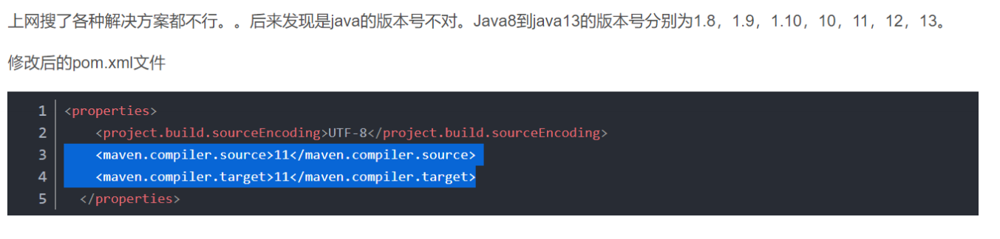 上网搜了各种解决方案都不行。。后来发现是java的版本号不对。Java8到java13的版本号分别为1.8，1.9，1.10，10，11，12，13。
修改后的pom.xml文件
1 <properties>
2 <project.build.sourceEncoding>UTF-8</project.build.sourceEncoding>
3 <maven.compiler.source>11</maven.compiler.source>
4 <maven.compiler.target>11</maven.compiler.target>
5 </properties>